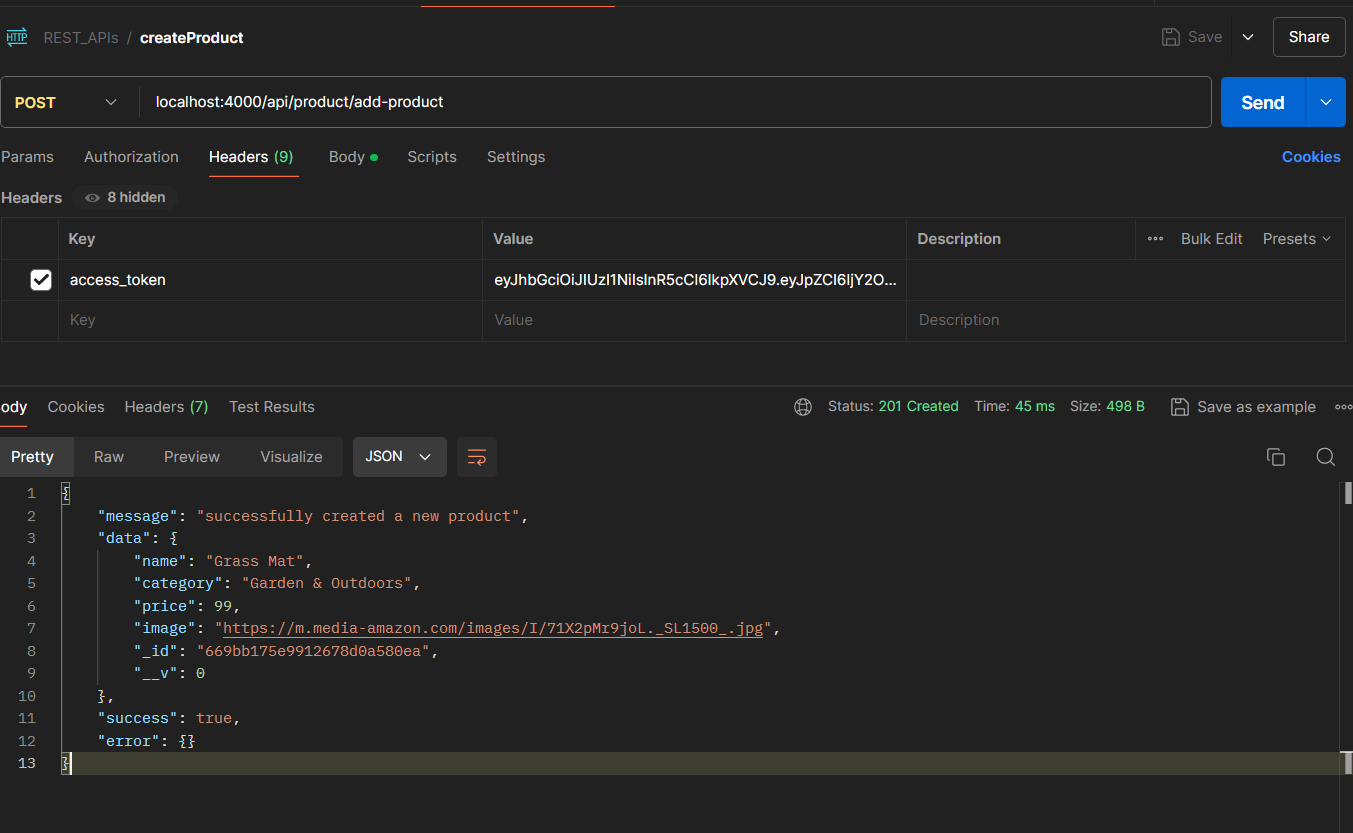 HTTP REST_APIs / createProduct Save Share
POST localhost:4000/api/product/add-product Send
Params Authorization Headers (9) Body Scripts Settings Cookies
Headers 8 hidden
Key Value Description ••• Bulk Edit Presets
access_token eyJhbGciOiJIUzI1NiIsInR5cCI6IkpXVCJ9.eyJpZCI6IjY2O...
Key Value Description
ody Cookies Headers (7) Test Results Status: 201 Created Time: 45 ms Size: 498 B Save as example
Pretty Raw Preview Visualize JSON
1 {
2 "message": "successfully created a new product",
3 "data": {
4 "name": "Grass Mat",
5 "category": "Garden & Outdoors",
6 "price": 99,
7 "image": "https://m.media-amazon.com/images/I/71X2pMr9joL._SL1500_.jpg",
8 "_id": "669bb175e9912678d0a580ea",
9 "__v": 0
10 },
11 "success": true,
12 "error": {}
13 }